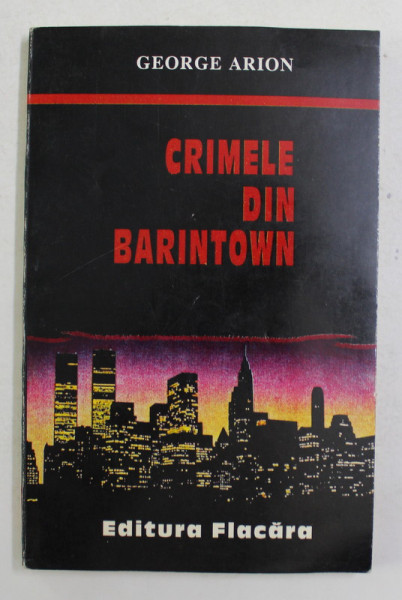 GEORGE ARION
CRIMELE
DIN
BARINTOWN
Editura Flacăra